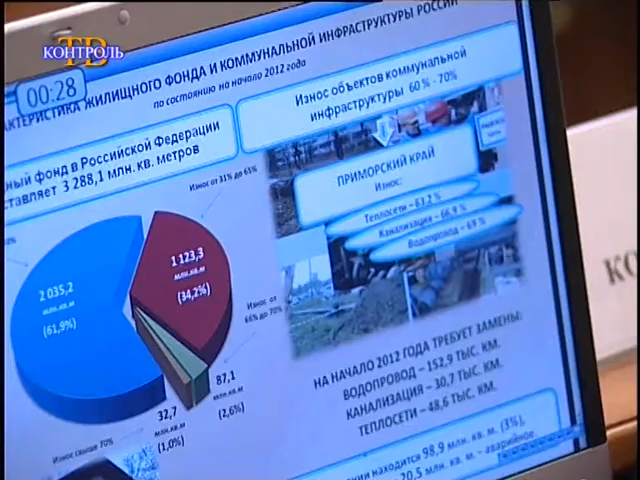 ТВ
КОНТРОЛЬ
00:28
ЖИЛИЩНОГО ФОНДА И КОММУНАЛЬНОЙ ИНФРАСТРУКТУРЫ РОССИИ
по состоянию на начало 2012 года
фонд в Российской Федерации
3 288,1 млн. кв. метров
Износ объектов коммунальной
инфраструктуры 60% - 70%
Износ от 31% до 65%
2 035,2
млн.кв.м
(61,9%)
1 123,3
млн.кв.м
(34,2%)
Износ от
66% до 70%
87,1
млн.кв.м
(2,6%)
32,7
млн.кв.м
(1,0%)
Износ свыше 70%
ПРИМОРСКИЙ КРАЙ
Износ:
Теплосеть – 63,2 %
Канализация – 66,9 %
Водопровод – 69 %
НА НАЧАЛО 2012 ГОДА ТРЕБУЕТ ЗАМЕНЫ:
ВОДОПРОВОД – 152,9 ТЫС. КМ.
КАНАЛИЗАЦИЯ – 30,7 ТЫС. КМ.
ТЕПЛОСЕТИ – 48,6 ТЫС. КМ.
находится 98,9 млн кв. м (3%),
20,5 млн кв. м – аварийное.